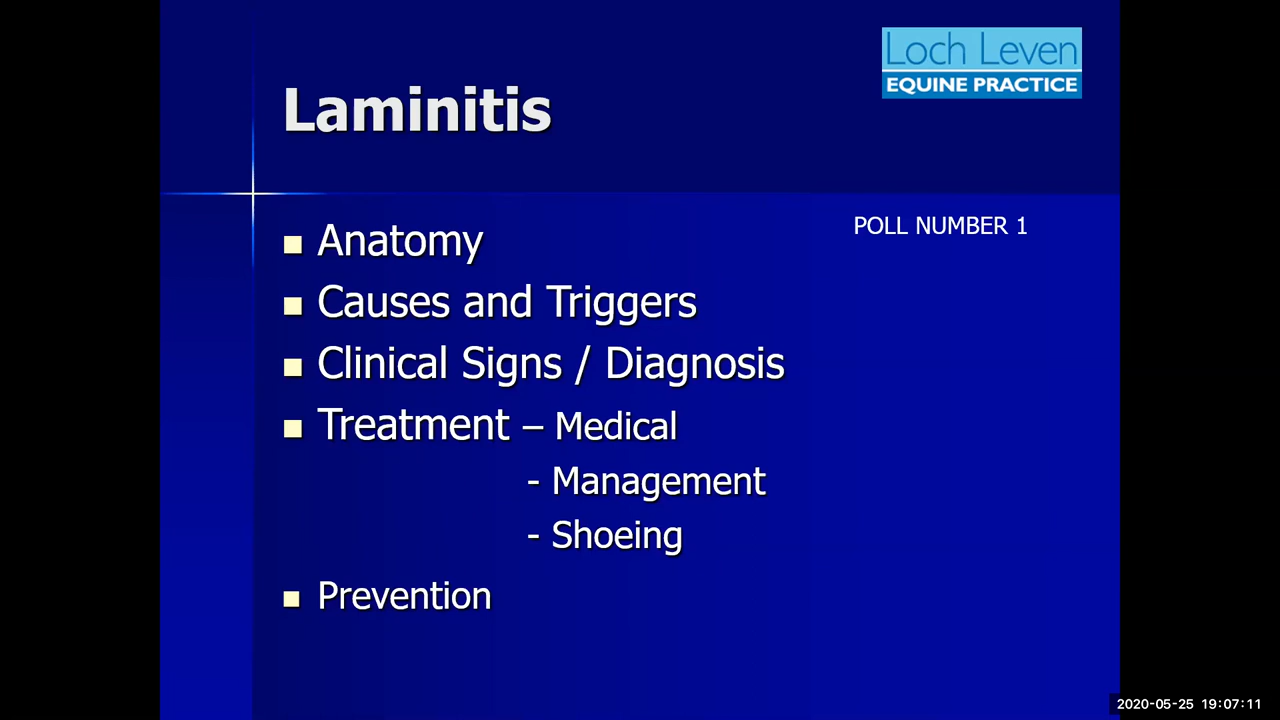 Loch Leven
EQUINE PRACTICE
Laminitis
POLL NUMBER 1
Anatomy
Causes and Triggers
Clinical Signs / Diagnosis
Treatment – Medical
- Management
- Shoeing
Prevention
2020-05-25 19:07:11